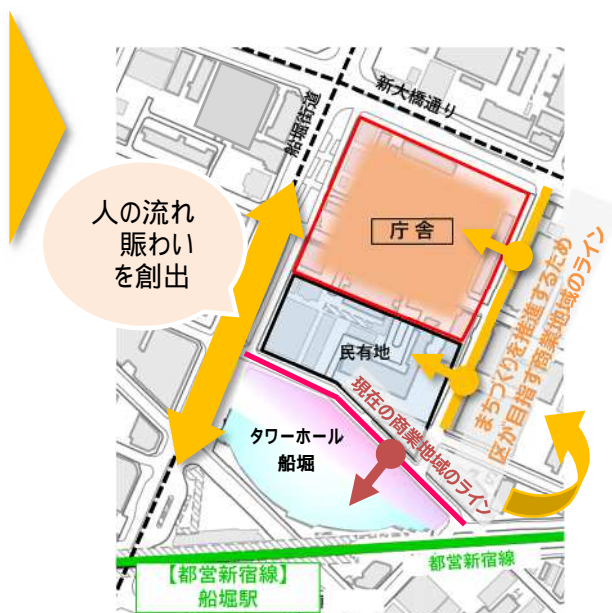 新大橋通り
船堀街道
人の流れ
賑わい
を創出
庁舎
民有地
まちづくりを推進するため
区が目指す商業地域のライン
現在の商業地域のライン
タワーホール
船堀
都営新宿線
【都営新宿線】
船堀駅